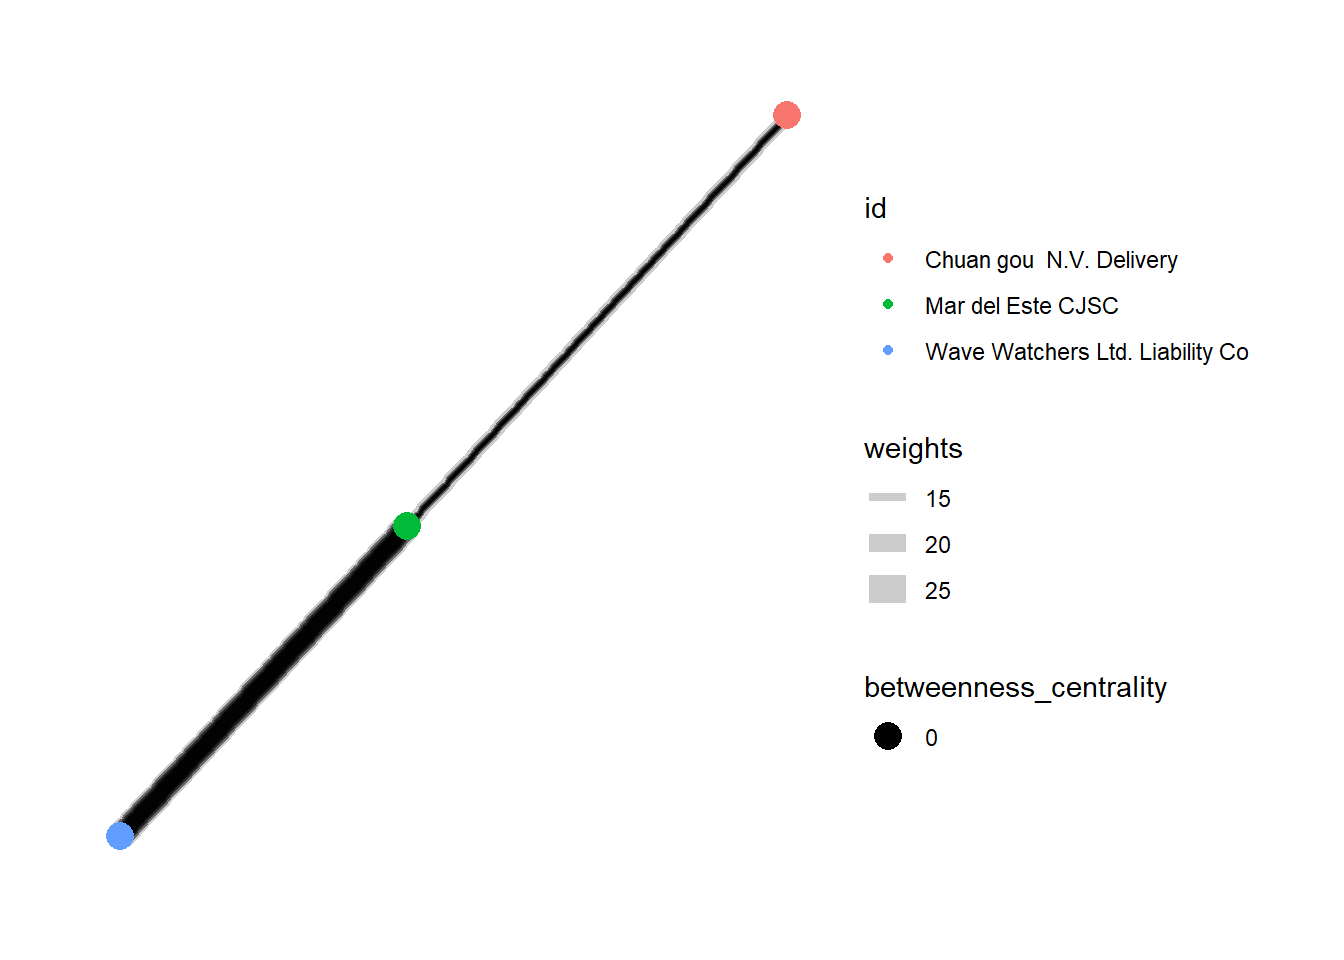 id
Chuan gou  N.V. Delivery
Mar del Este CJSC
Wave Watchers Ltd. Liability Co
weights
15
20
25
betweenness_centrality
0